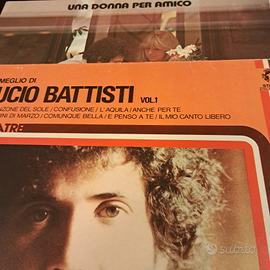 UNA DONNA PER AMICO
MEGLIO DI
UCIO BATTISTI VOL.1
NZONE DEL SOLE / CONFUSIONE / L'AQUILA / ANCHE PER TE
INI DI MARZO / COMUNQUE BELLA / E PENSO A TE / IL MIO CANTO LIBERO
ATRE
subito